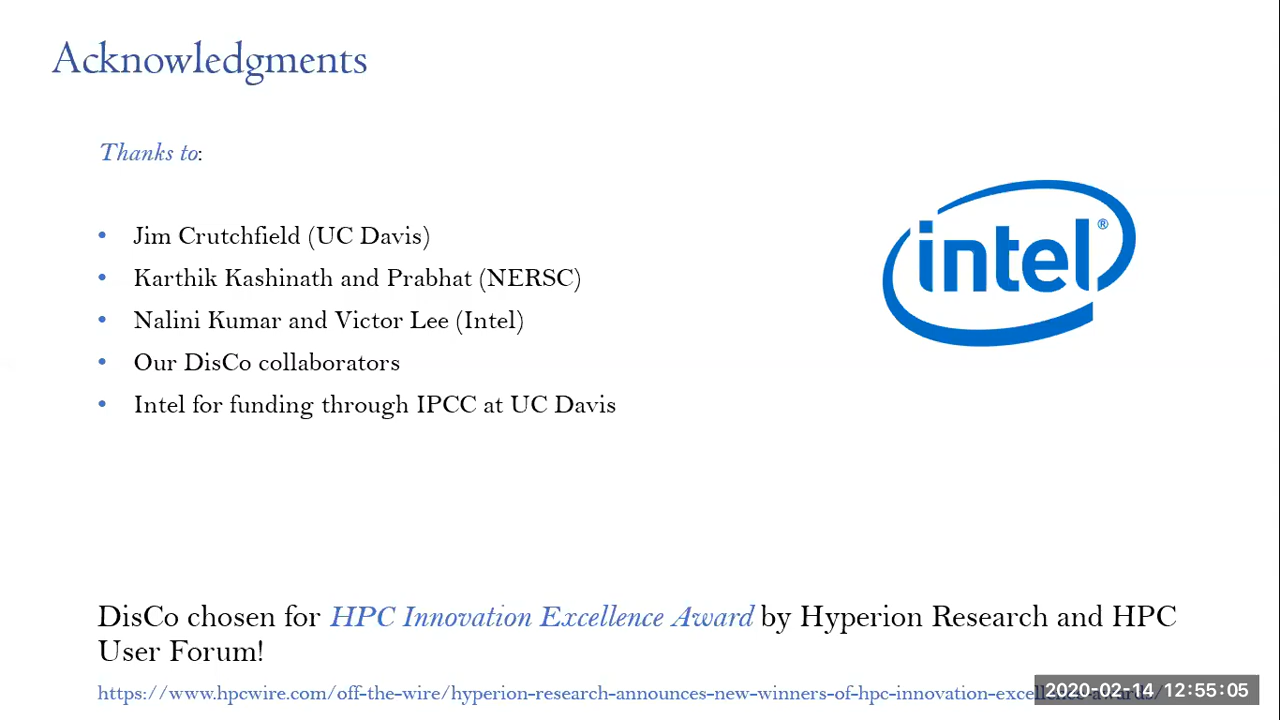 Acknowledgments
Thanks to:
• Jim Crutchfield (UC Davis)
• Karthik Kashinath and Prabhat (NERSC)
• Nalini Kumar and Victor Lee (Intel)
• Our DisCo collaborators
• Intel for funding through IPCC at UC Davis
intel®
DisCo chosen for HPC Innovation Excellence Award by Hyperion Research and HPC
User Forum!
https://www.hpcwire.com/off-the-wire/hyperion-research-announces-new-winners-of-hpc-innovation-excellence-awards/
2020-02-14 12:55:05